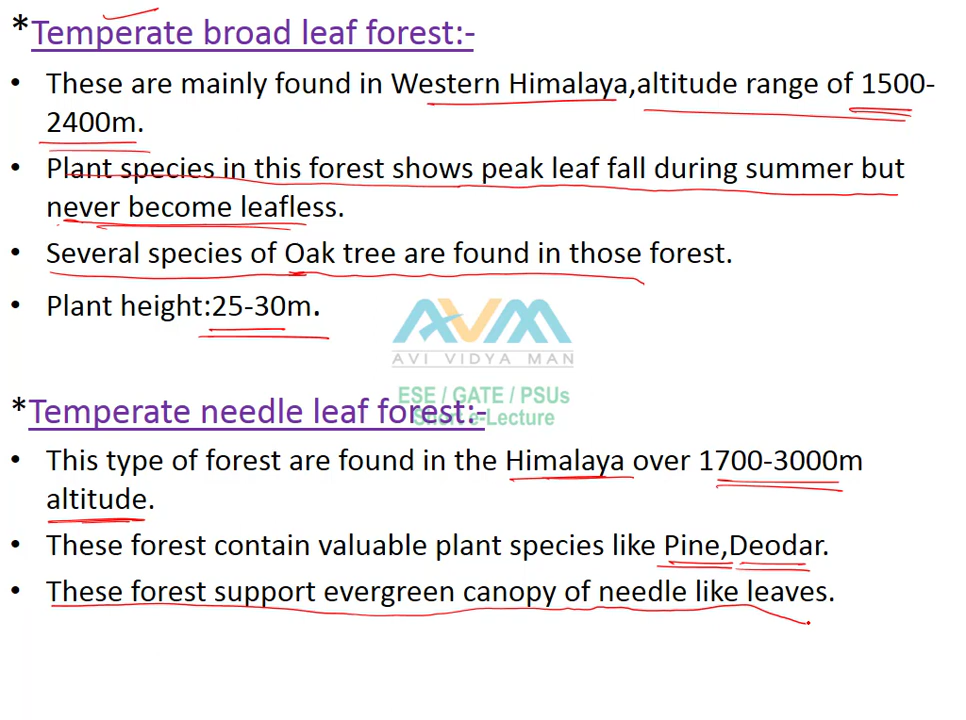 *Temperate broad leaf forest:-
• These are mainly found in Western Himalaya,altitude range of 1500-
2400m.
• Plant species in this forest shows peak leaf fall during summer but
never become leafless.
• Several species of Oak tree are found in those forest.
• Plant height:25-30m.
AVM
AVI VIDYA MAN
ESE / GATE / PSUs
Short e-Lecture
*Temperate needle leaf forest:-
• This type of forest are found in the Himalaya over 1700-3000m
altitude.
• These forest contain valuable plant species like Pine,Deodar.
• These forest support evergreen canopy of needle like leaves.